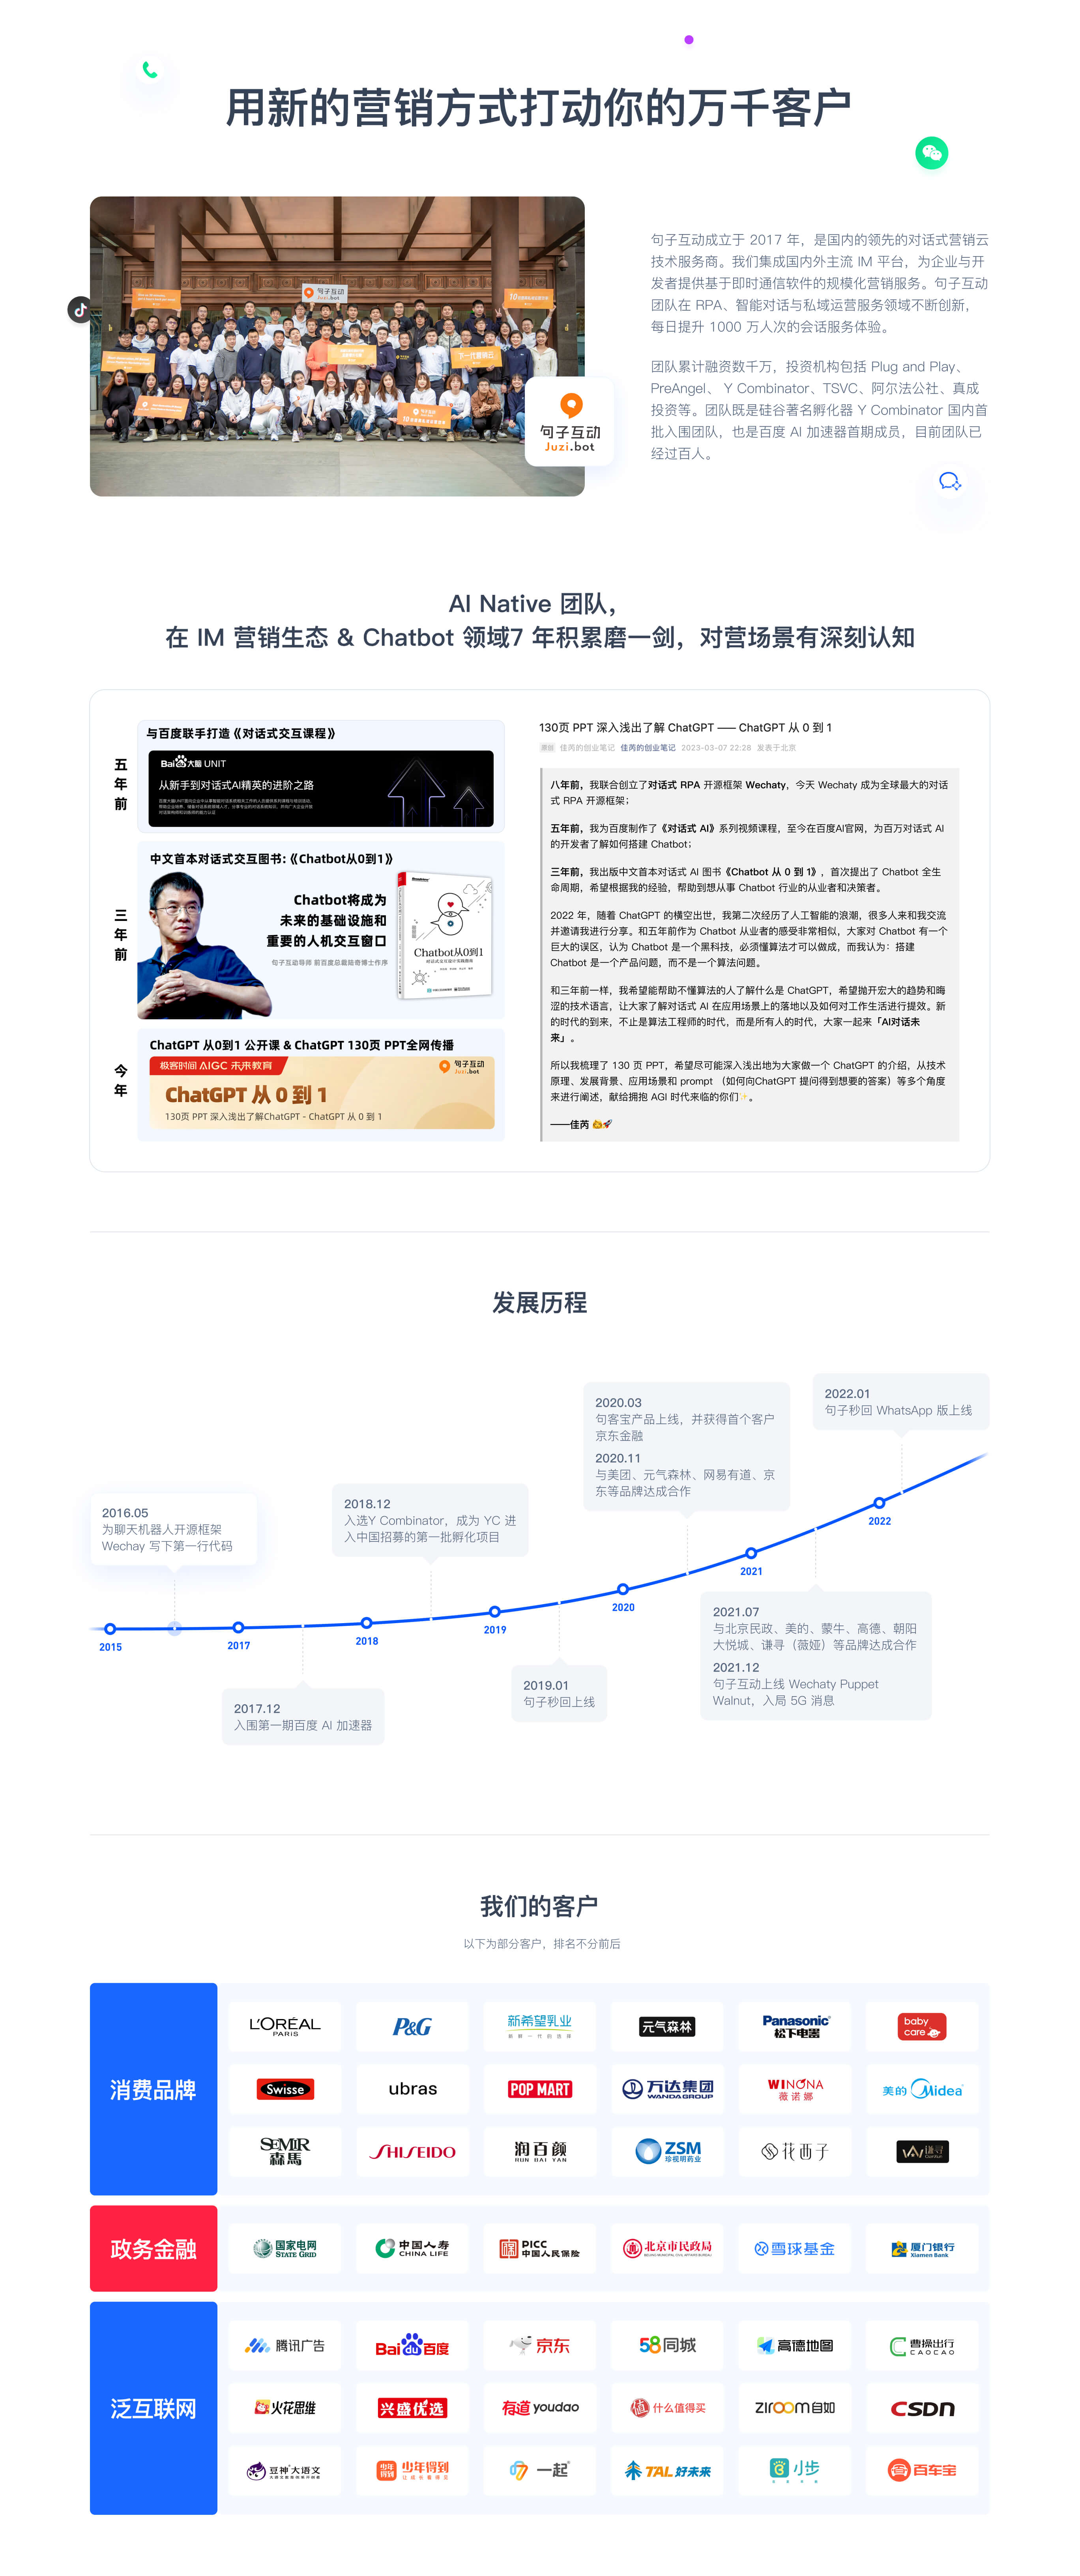 用新的营销方式打动你的万千客户
句子互动
Juzi.bot
句子互动成立于 2017 年，是国内的领先的对话式营销云
技术服务商。我们集成国内外主流 IM 平台，为企业与开
发者提供基于即时通信软件的规模化营销服务。句子互动
团队在 RPA、智能对话与私域运营服务领域不断创新，
每日提升 1000 万人次的会话服务体验。
团队累计融资数千万，投资机构包括 Plug and Play、
PreAngel、 Y Combinator、TSVC、阿尔法公社、真成
投资等。团队既是硅谷著名孵化器 Y Combinator 国内首
批入围团队，也是百度 AI 加速器首期成员，目前团队已
经过百人。
句子互动
Juzi.bot
AI Native 团队，
在 IM 营销生态 & Chatbot 领域7 年积累磨一剑，对营场景有深刻认知
五年前
与百度联手打造《对话式交互课程》
Bai大脑 UNIT
从新手到对话式AI精英的进阶之路
三年前
中文首本对话式交互图书:《Chatbot从0到1》
Chatbot将成为
未来的基础设施和
重要的人机交互窗口
句子互动导师 前百度总裁陆奇博士作序
Chatbot从0到1
今年
ChatGPT 从0到1 公开课 & ChatGPT 130页 PPT全网传播
极客时间 AIGC 未来教育
句子互动
Juzi.bot
ChatGPT 从 0 到 1
130页 PPT 深入浅出了解ChatGPT - ChatGPT 从 0 到 1
130页 PPT 深入浅出了解 ChatGPT —— ChatGPT 从 0 到 1
原创 佳芮的创业笔记 佳芮的创业笔记 2023-03-07 22:28 发表于北京
八年前，我联合创立了对话式 RPA 开源框架 Wechaty，今天 Wechaty 成为全球最大的对话
式 RPA 开源框架；
五年前，我为百度制作了《对话式 AI》系列视频课程，至今在百度AI官网，为百万对话式 AI
的开发者了解如何搭建 Chatbot；
三年前，我出版中文首本对话式 AI 图书《Chatbot 从 0 到 1》，首次提出了 Chatbot 全生
命周期，希望根据我的经验，帮助到想从事 Chatbot 行业的从业者和决策者。
2022 年，随着 ChatGPT 的横空出世，我第二次经历了人工智能的浪潮，很多人来和我交流
并邀请我进行分享。和五年前作为 Chatbot 从业者的感受非常相似，大家对 Chatbot 有一个
巨大的误区，认为 Chatbot 是一个黑科技，必须懂算法才可以做成，而我认为：搭建
Chatbot 是一个产品问题，而不是一个算法问题。
和三年前一样，我希望能帮助不懂算法的人了解什么是 ChatGPT，希望抛开宏大的趋势和晦
涩的技术语言，让大家了解对话式 AI 在应用场景上的落地以及如何对工作生活进行提效。新
的时代的到来，不止是算法工程师的时代，而是所有人的时代，大家一起来「AI对话未
来」。
所以我梳理了 130 页 PPT，希望尽可能深入浅出地为大家做一个 ChatGPT 的介绍，从技术
原理、发展背景、应用场景和 prompt （如何向ChatGPT 提问得到想要的答案）等多个角度
来进行阐述，献给拥抱 AGI 时代来临的你们✨。
——佳芮
发展历程
2016.05
为聊天机器人开源框架
Wechay 写下第一行代码
2018.12
入选Y Combinator，成为 YC 进
入中国招募的第一批孵化项目
2020.03
句客宝产品上线，并获得首个客户
京东金融
2020.11
与美团、元气森林、网易有道、京
东等品牌达成合作
2022.01
句子秒回 WhatsApp 版上线
2015
2017
2018
2019
2020
2021
2022
2017.12
入围第一期百度 AI 加速器
2019.01
句子秒回上线
2021.07
与北京民政、美的、蒙牛、高德、朝阳
大悦城、谦寻（薇娅）等品牌达成合作
2021.12
句子互动上线 Wechaty Puppet
Walnut，入局 5G 消息
我们的客户
以下为部分客户，排名不分前后
消费品牌
L'ORÉAL
PARIS
P&G
新希望乳业
新鲜一代的选择
元气森林
Panasonic
松下电器
baby
care
Swisse
ubras
POP MART
万达集团
WANDA GROUP
WINONA
薇诺娜
美的 Midea
SEMIR
森馬
SHISEIDO
润百颜
RUN BAI YAN
ZSM
珍视明药业
花西子
谦寻
政务金融
国家电网
STATE GRID
中国人寿
CHINA LIFE
PICC
中国人民保险
北京市民政局
雪球基金
厦门银行
Xiamen Bank
泛互联网
腾讯广告
Bai du 百度
京东
58同城
高德地图
曹操出行
CAOCAO
火花思维
兴盛优选
有道 youdao
值 什么值得买
ziroom 自如
CSDN
豆神大语文
少年得到 少年得到
一起
TAL 好未来
小步
百车宝